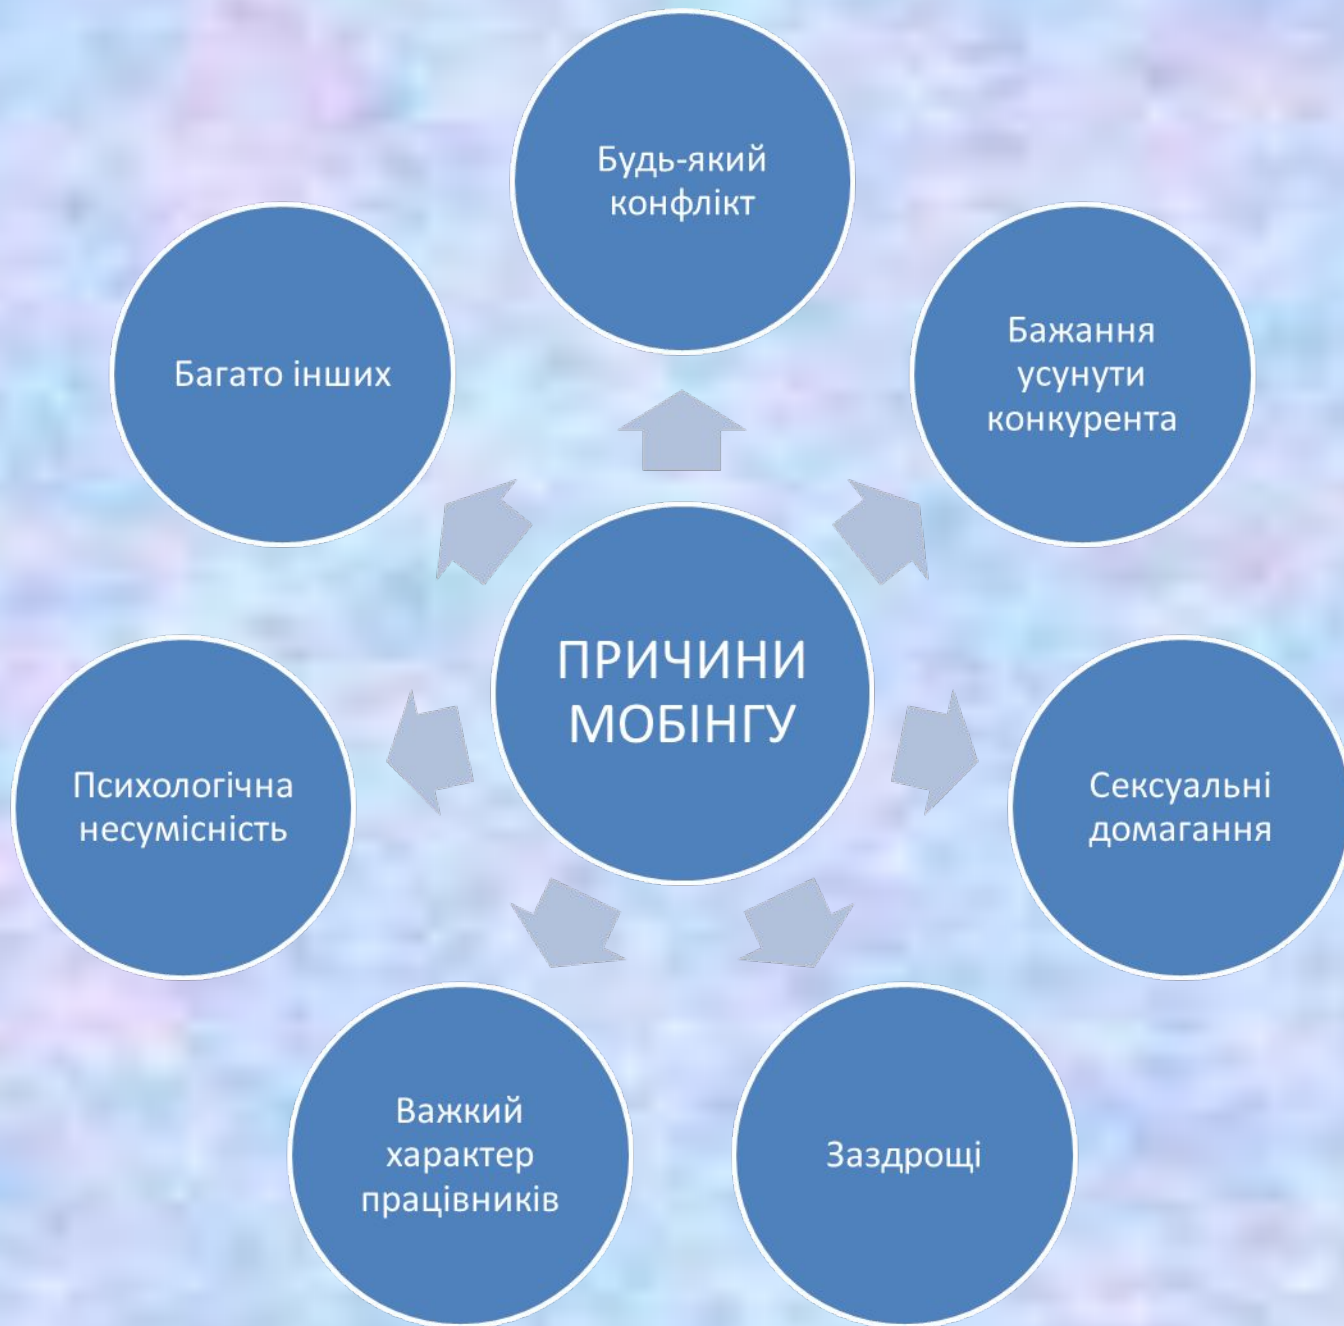 ПРИЧИНИ
МОБІНГУ
Будь-який
конфлікт
Бажання
усунути
конкурента
Сексуальні
домагання
Заздрощі
Важкий
характер
працівників
Психологічна
несумісність
Багато інших